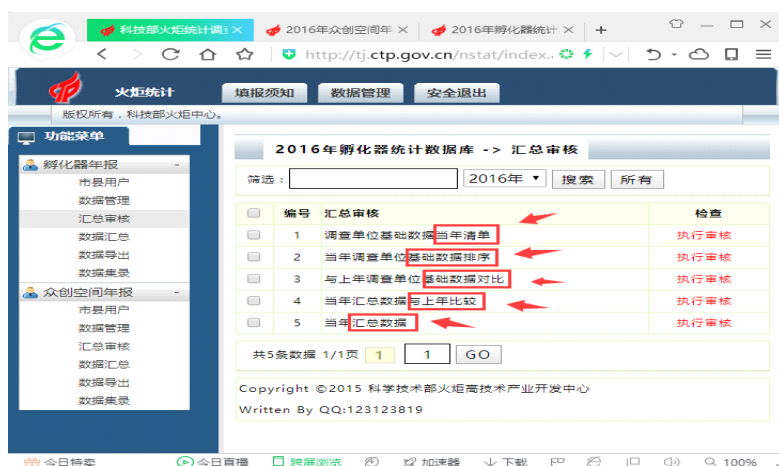 科技部火炬统计调
2016年众创空间年
2016年孵化器统计
http://tj.ctp.gov.cn/nstat/index.
火炬统计
填报须知 数据管理 安全退出
版权所有，科技部火炬中心。
功能菜单
孵化器年报 -
市县用户
数据管理
汇总审核
数据汇总
数据导出
数据集录
众创空间年报 -
市县用户
数据管理
汇总审核
数据汇总
数据导出
数据集录
2016年孵化器统计数据库 -> 汇总审核
筛选： 2016年 搜索 所有
编号 汇总审核 检查
1 调查单位基础数据当年清单 执行审核
2 当年调查单位基础数据排序 执行审核
3 与上年调查单位基础数据对比 执行审核
4 当年汇总数据与上年比较 执行审核
5 当年汇总数据 执行审核
共5条数据 1/1页 1 1 GO
Copyright ©2015 科学技术部火炬高技术产业开发中心
Written By QQ:123123819
今日特卖 今日直播 跨屏浏览 加速器 下载 100%